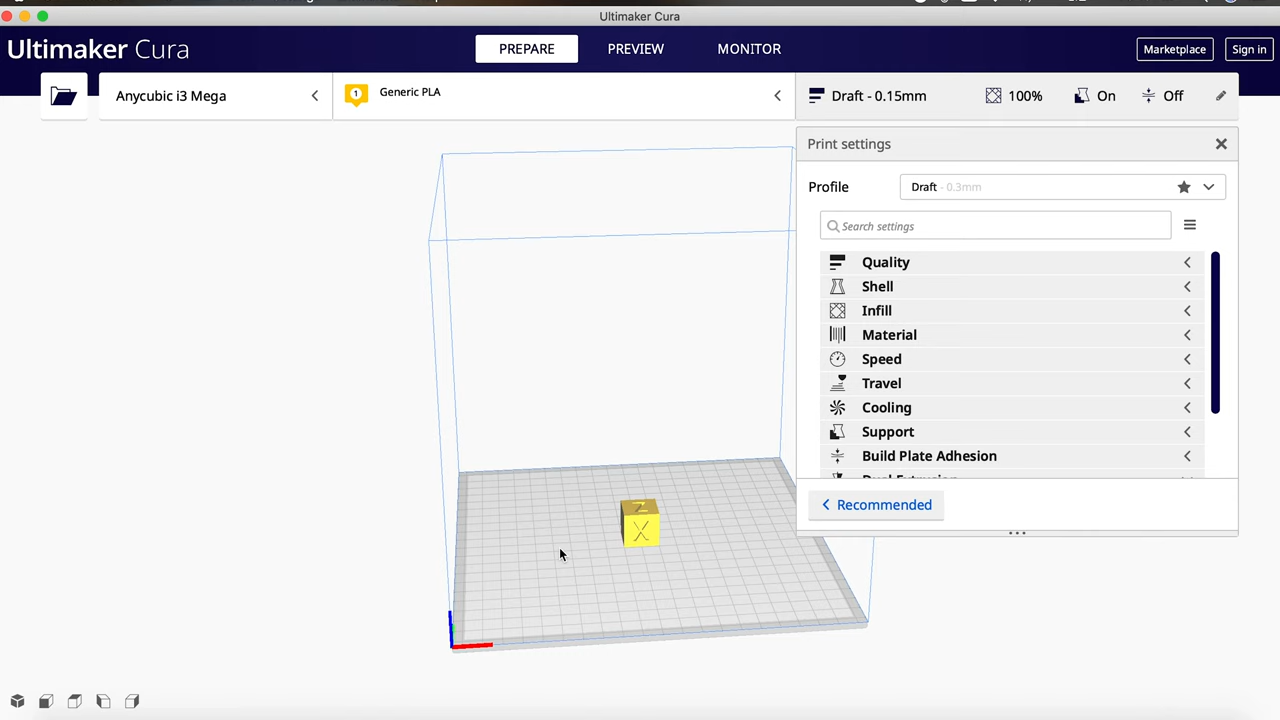 Ultimaker Cura
Ultimaker Cura
PREPARE
PREVIEW
MONITOR
Marketplace
Sign in
Anycubic i3 Mega
1
Generic PLA
Draft - 0.15mm
100%
On
Off
Print settings
Profile
Draft - 0.3mm
Search settings
Quality
Shell
Infill
Material
Speed
Travel
Cooling
Support
Build Plate Adhesion
Recommended
Z
X